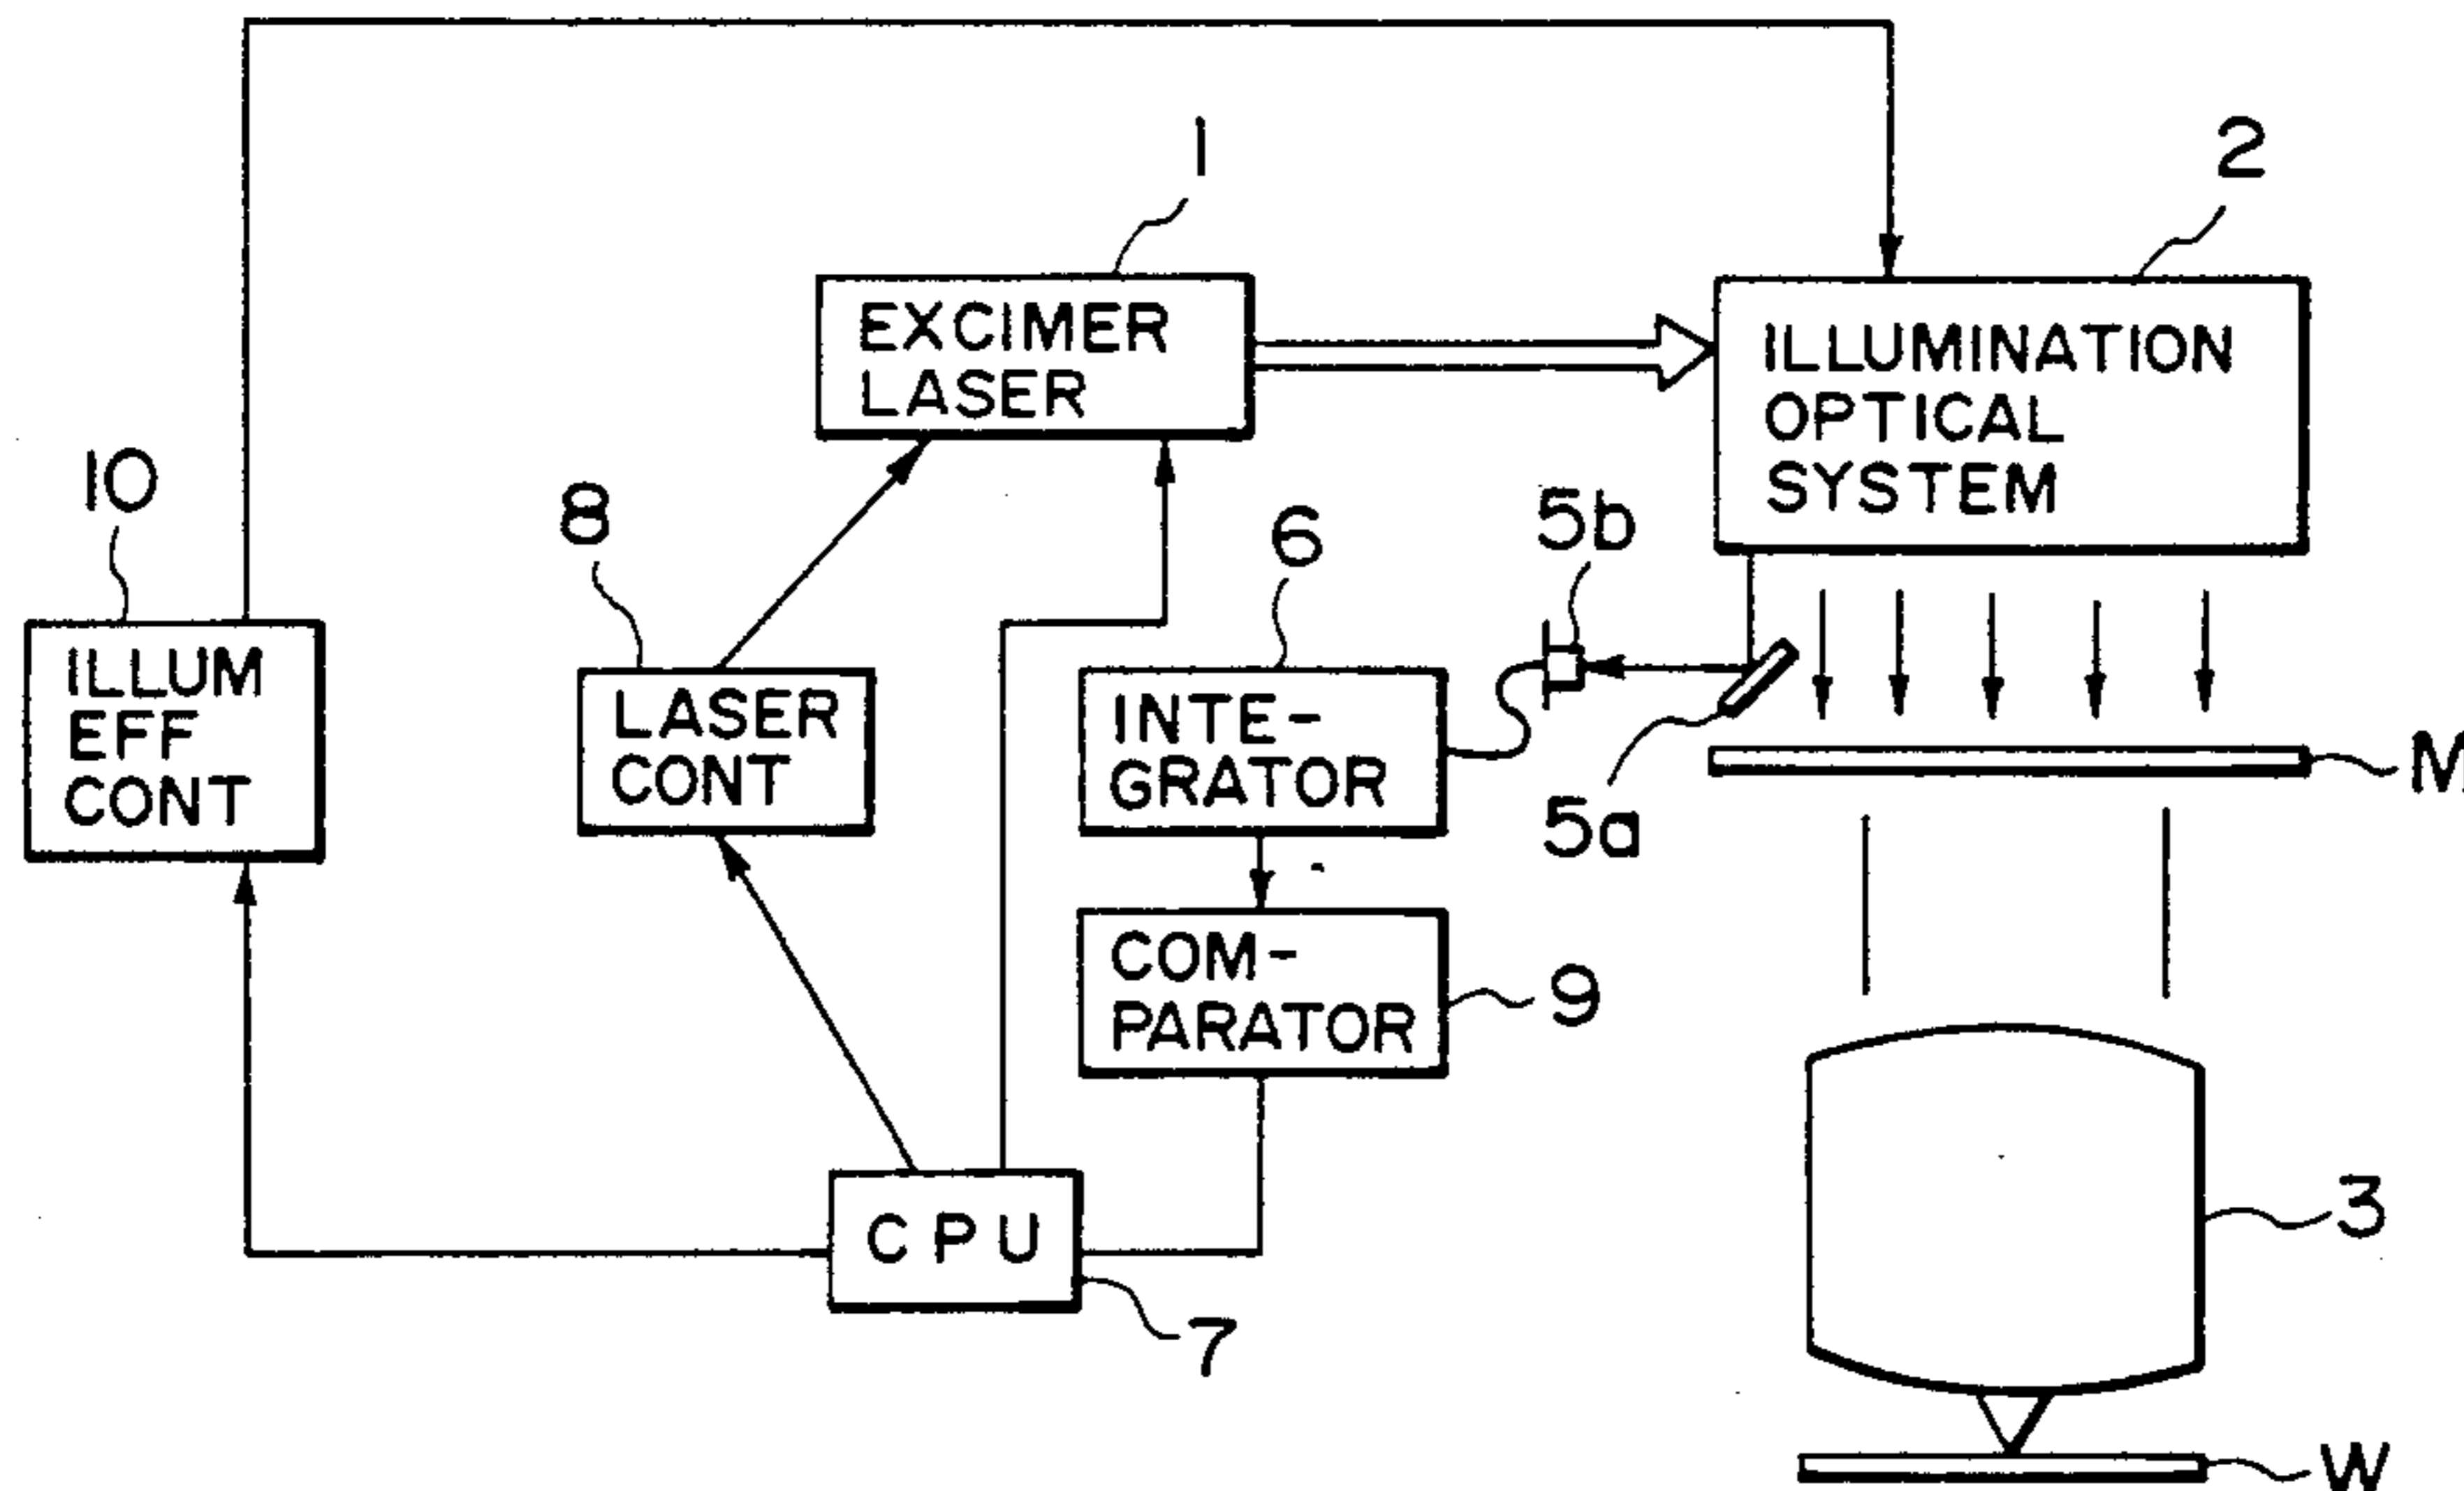 1
2
EXCIMER
LASER
ILLUMINATION
OPTICAL
SYSTEM
10
8
6
5b
ILLUM
EFF
CONT
LASER
CONT
INTE-
GRATOR
5a
M
COM-
PARATOR
9
CPU
7
3
W